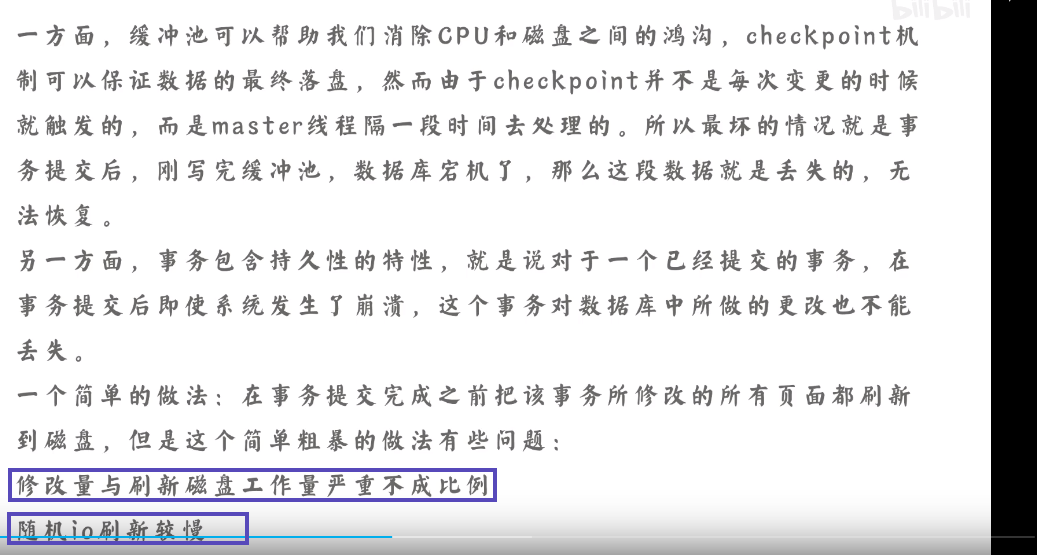 bilibili
一方面，缓冲池可以帮助我们消除CPU和磁盘之间的鸿沟，checkpoint机
制可以保证数据的最终落盘，然而由于checkpoint并不是每次变更的时候
就触发的，而是master线程隔一段时间去处理的。所以最坏的情况就是事
务提交后，刚写完缓冲池，数据库宕机了，那么这段数据就是丢失的，无
法恢复。
另一方面，事务包含持久性的特性，就是说对于一个已经提交的事务，在
事务提交后即使系统发生了崩溃，这个事务对数据库中所做的更改也不能
丢失。
一个简单的做法：在事务提交完成之前把该事务所修改的所有页面都刷新
到磁盘，但是这个简单粗暴的做法有些问题：
修改量与刷新磁盘工作量严重不成比例
随机io刷新较慢